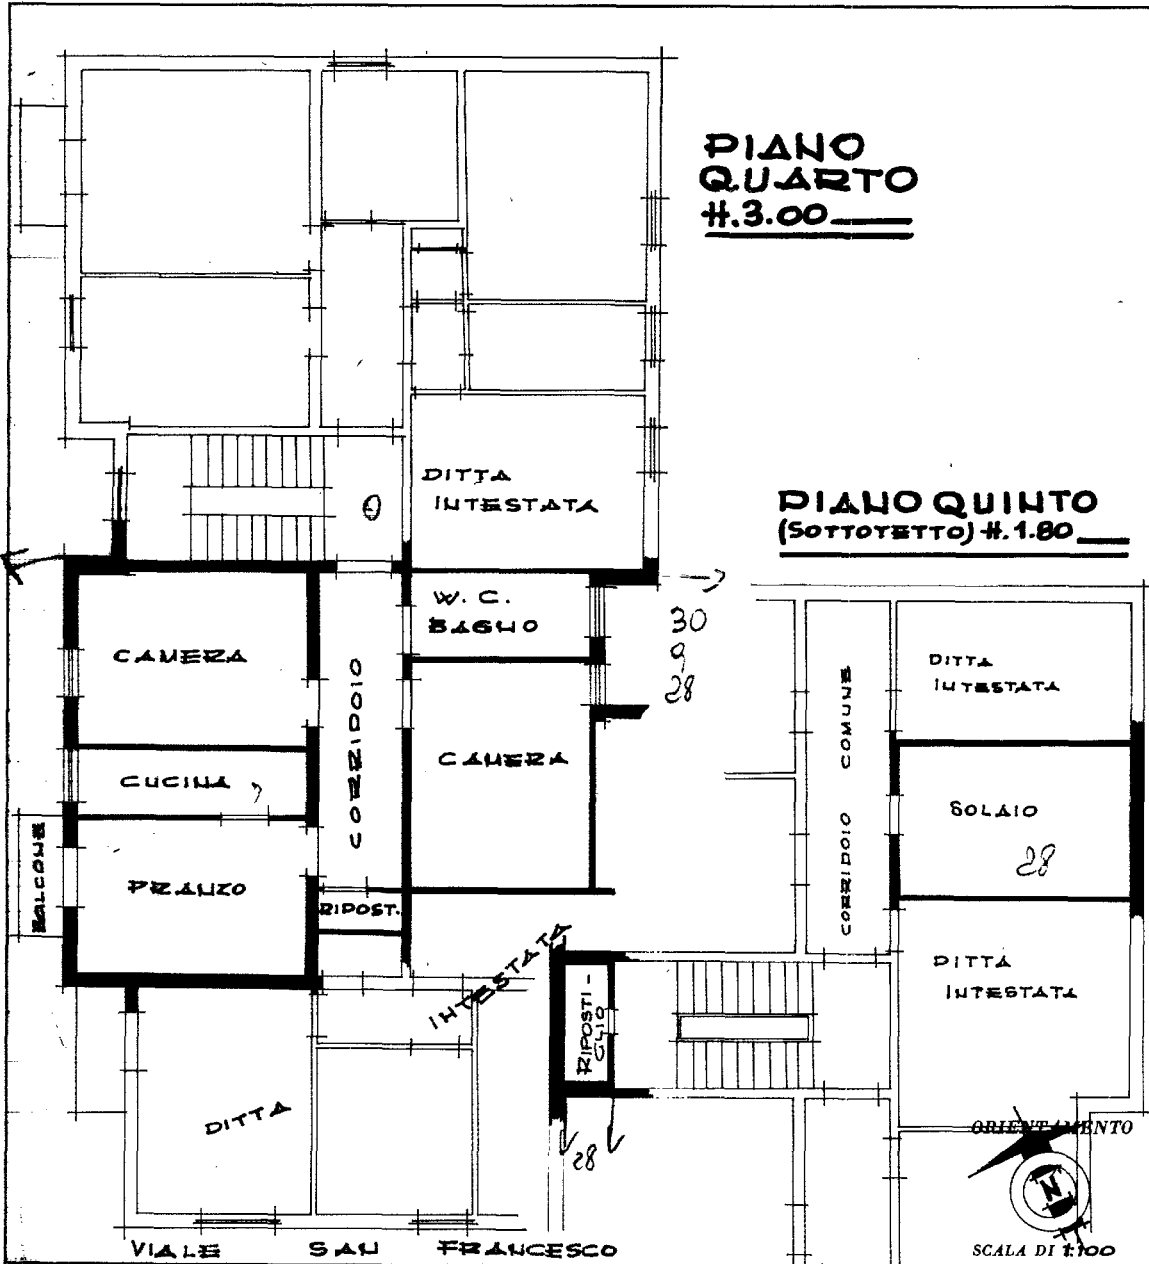 PIANO
QUARTO
H.3.00
DITTA
INTESTATA
PIANO QUINTO
(SOTTOTETTO) H.1.80
W. C.
BAGNO
30
9
28
CAMERA
CORRIDOIO
CAMERA
CUCINA
BALCONE
PRANZO
RIPOST.
DITTA
INTESTATA
CORRIDOIO COMUNE
SOLAIO
28
DITTA
INTESTATA
RIPOSTI-
GLIO
28
DITTA INTESTATA
ORIENTAMENTO
N
SCALA DI 1:100
VIALE SAN FRANCESCO